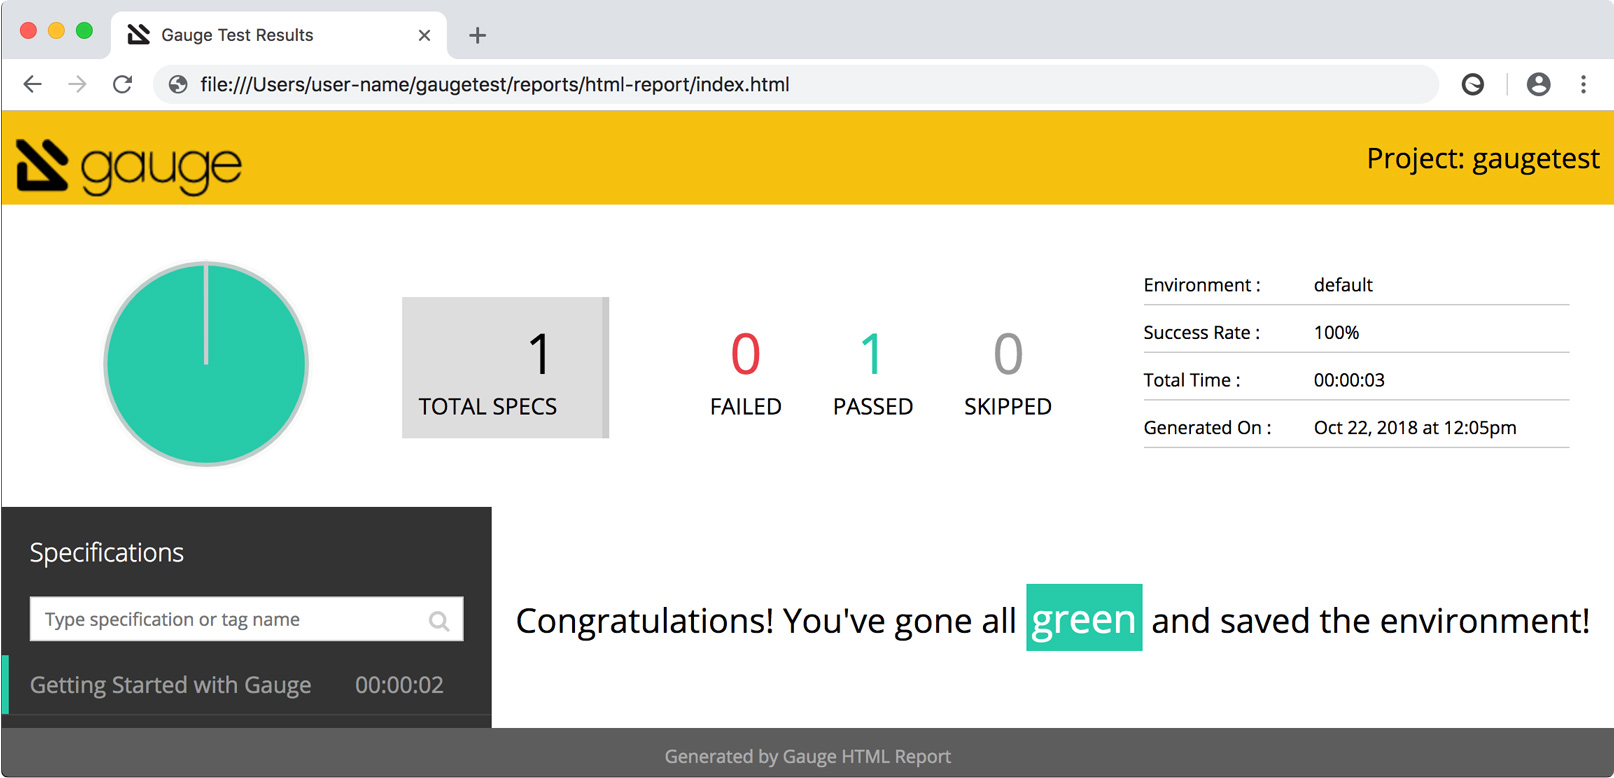 Gauge Test Results
file:///Users/user-name/gaugetest/reports/html-report/index.html
gauge
Project: gaugetest
1
TOTAL SPECS
0
FAILED
1
PASSED
0
SKIPPED
Environment : default
Success Rate : 100%
Total Time : 00:00:03
Generated On : Oct 22, 2018 at 12:05pm
Specifications
Type specification or tag name
Getting Started with Gauge 00:00:02
Congratulations! You've gone all green and saved the environment!
Generated by Gauge HTML Report